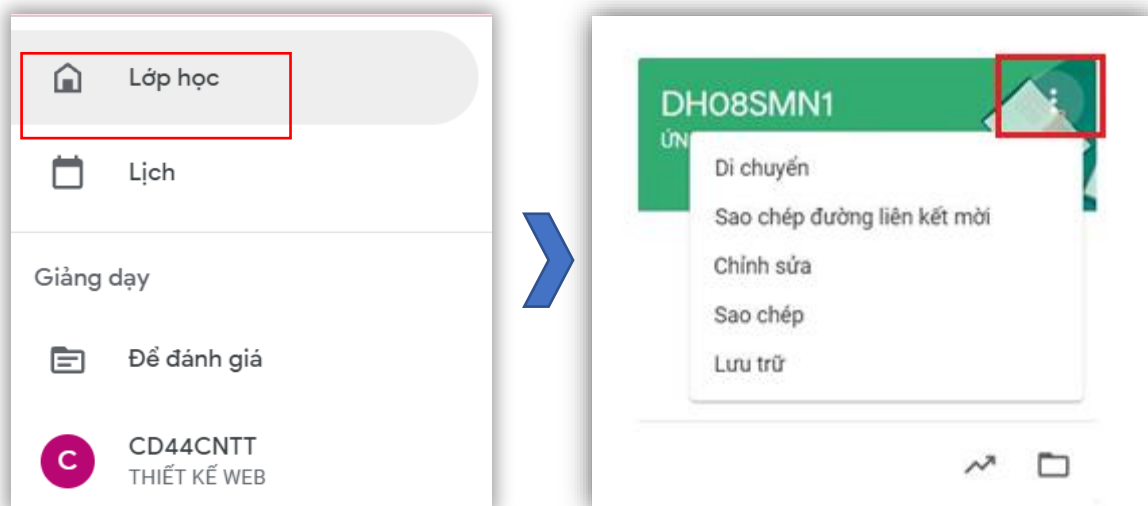 Lớp học
Lịch
Giảng dạy
Để đánh giá
C
CD44CNTT
THIẾT KẾ WEB
DH08SMN1
ỨN
Di chuyển
Sao chép đường liên kết mời
Chỉnh sửa
Sao chép
Lưu trữ